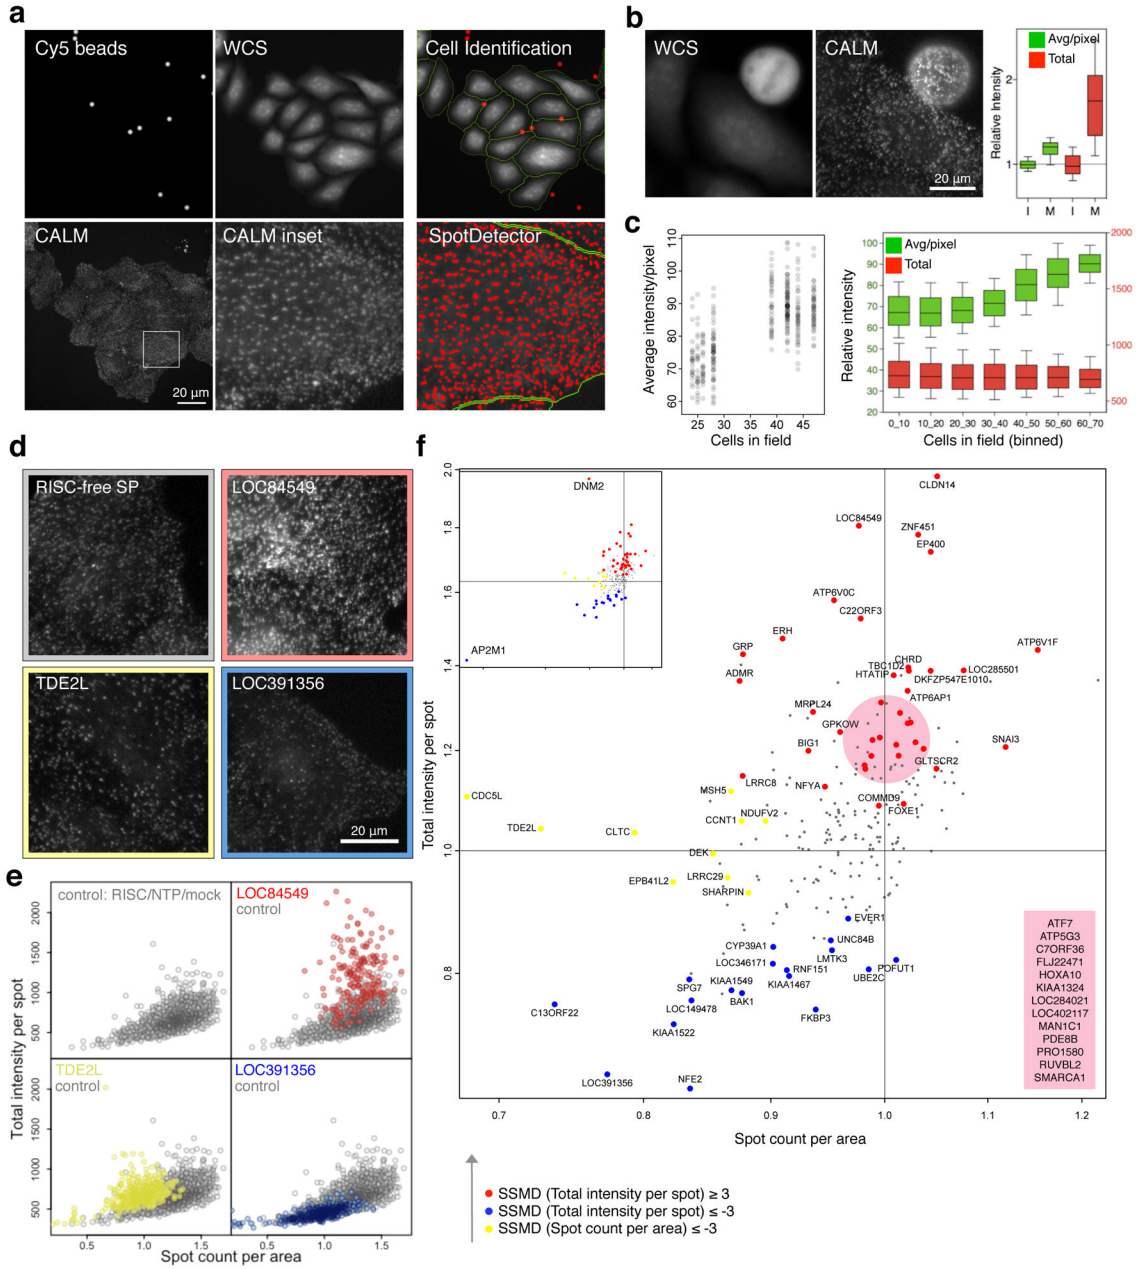 a
Cy5 beads
WCS
Cell Identification
CALM
CALM inset
SpotDetector
20 µm
b
WCS
CALM
20 µm
Avg/pixel
Total
Relative Intensity
2
1
I M I M
c
Average intensity/pixel
110
100
90
80
70
60
25 30 35 40 45
Cells in field
Avg/pixel
Total
Relative intensity
100
90
80
70
60
50
40
30
20
2000
1500
1000
500
0_10 10_20 20_30 30_40 40_50 50_60 60_70
Cells in field (binned)
d
RISC-free SP
LOC84549
TDE2L
LOC391356
20 µm
e
control: RISC/NTP/mock
LOC84549
control
TDE2L
control
LOC391356
control
Total intensity per spot
2000
1500
1000
500
2000
1500
1000
500
0.5 1.0 1.5 0.5 1.0 1.5
Spot count per area
f
Total intensity per spot
2.0
1.8
1.6
1.4
1.2
1.0
0.8
DNM2
AP2M1
CLDN14
LOC84549
ZNF451
EP400
ATP6V0C
C22ORF3
ERH
GRP
ATP6V1F
ADMR
TBC1D2
CHRD
LOC285501
HTATIP
DKFZP547E1010
ATP6AP1
MRPL24
GPKOW
SNAI3
BIG1
GLTSCR2
LRRC8
NFYA
MSH5
COMMD9
FOXE1
CDC5L
CCNT1
NDUFV2
TDE2L
CLTC
DEK
EPB41L2
LRRC29
SHARPIN
EVER1
CYP39A1
UNC84B
LMTK3
LOC346171
RNF151
POFUT1
UBE2C
SPG7
KIAA1549
KIAA1467
BAK1
C13ORF22
LOC149478
FKBP3
KIAA1522
LOC391356
NFE2
ATF7
ATP5G3
C7ORF36
FLJ22471
HOXA10
KIAA1324
LOC284021
LOC402117
MAN1C1
PDE8B
PRO1580
RUVBL2
SMARCA1
0.7 0.8 0.9 1.0 1.1 1.2
Spot count per area
SSMD (Total intensity per spot) ≥ 3
SSMD (Total intensity per spot) ≤ -3
SSMD (Spot count per area) ≤ -3